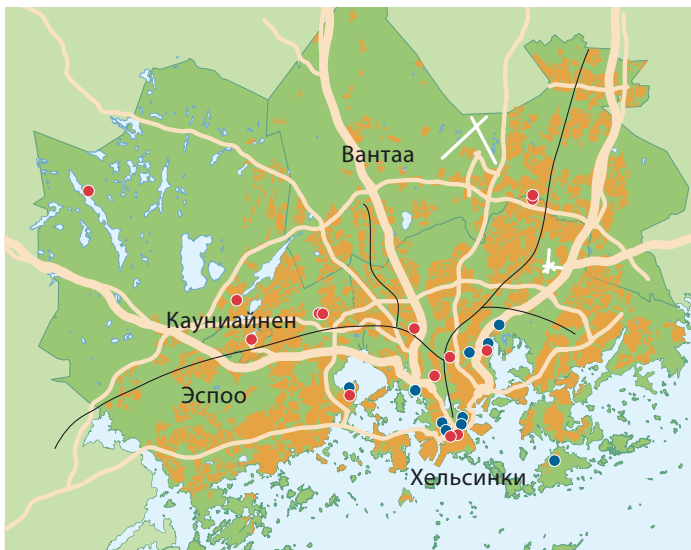 Вантаа
Кауниайнен
Эспоо
Хельсинки